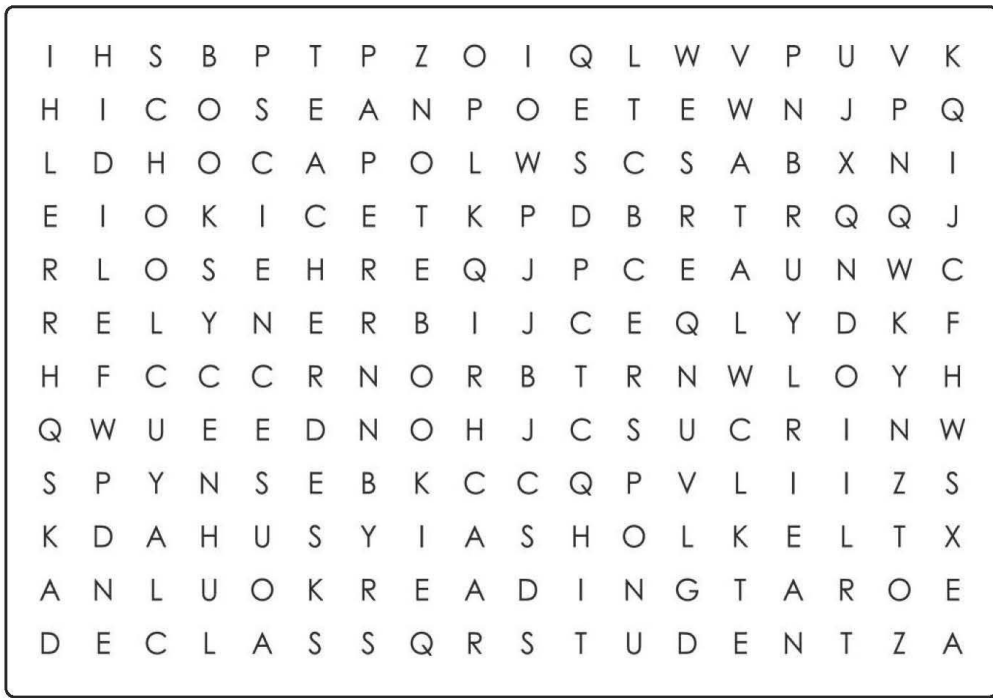 I H S B P T P Z O I Q L W V P U V K
H I C O S E A N P O E T E W N J P Q
L D H O C A P O L W S C S A B X N I
E I O K I C E T K P D B R T R Q Q J
R L O S E H R E Q J P C E A U N W C
R E L Y N E R B I J C E Q L Y D K F
H F C C C R N O R B T R N W L O Y H
Q W U E E D N O H J C S U C R I N W
S P Y N S E B K C C Q P V L I I Z S
K D A H U S Y I A S H O L K E L T X
A N L U O K R E A D I N G T A R O E
D E C L A S S Q R S T U D E N T Z A